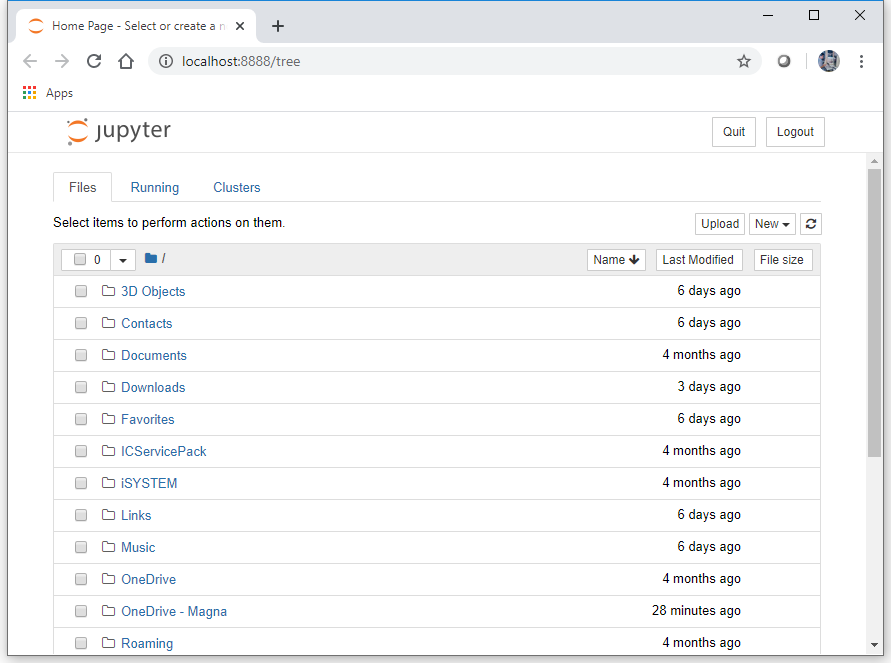 Home Page - Select or create a n
localhost:8888/tree
Apps
jupyter
Quit Logout
Files Running Clusters
Select items to perform actions on them.
Upload New
0 / Name Last Modified File size
3D Objects 6 days ago
Contacts 6 days ago
Documents 4 months ago
Downloads 3 days ago
Favorites 6 days ago
ICServicePack 4 months ago
iSYSTEM 4 months ago
Links 6 days ago
Music 6 days ago
OneDrive 4 months ago
OneDrive - Magna 28 minutes ago
Roaming 4 months ago